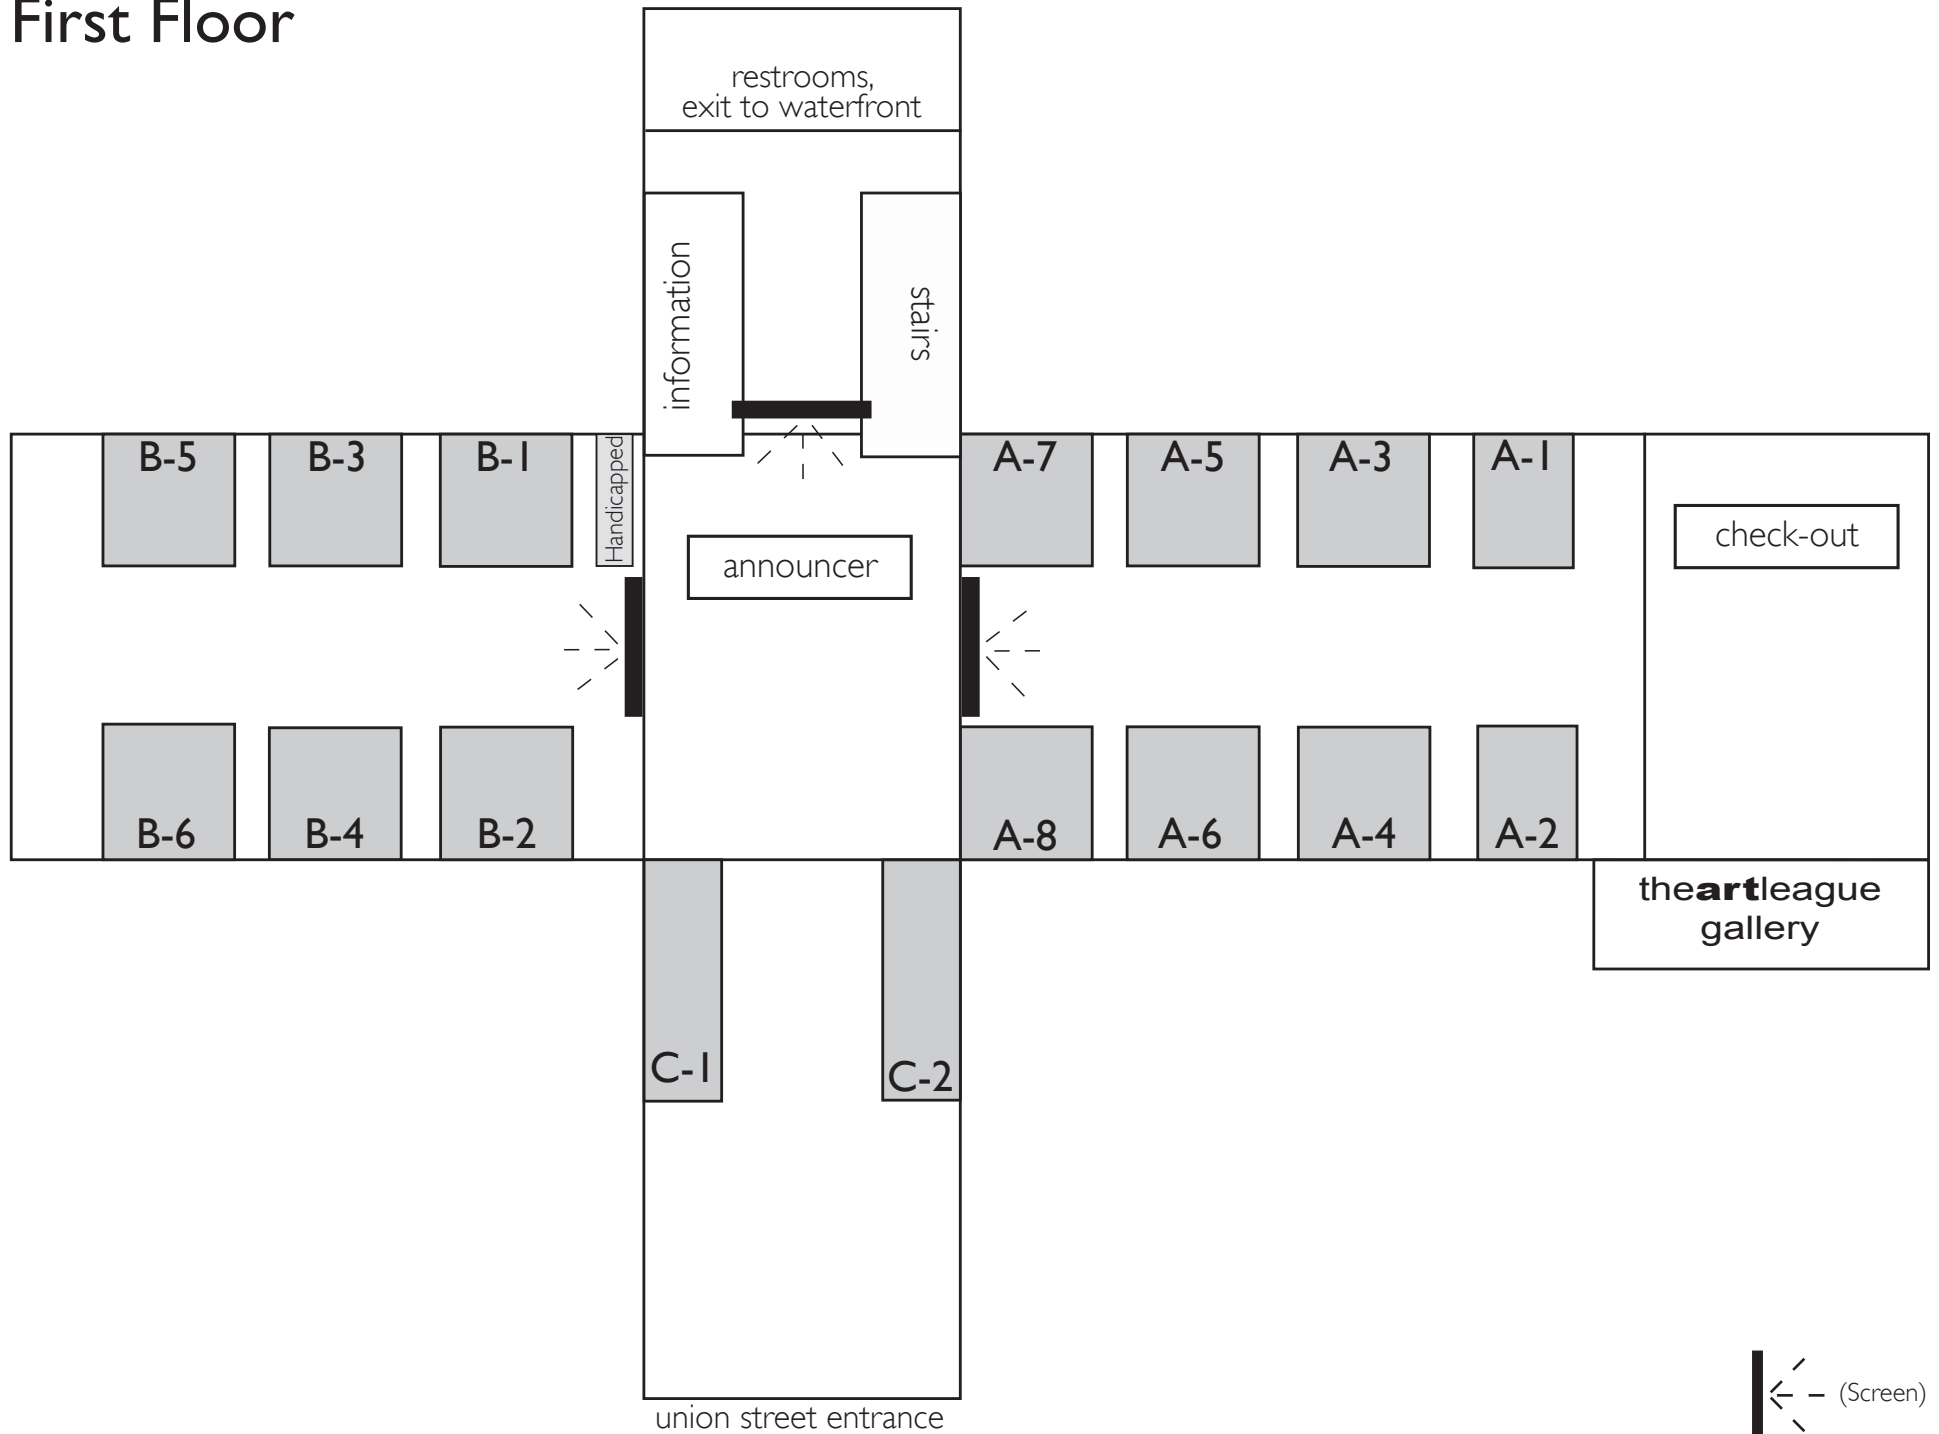 First Floor
restrooms,
exit to waterfront
information
stairs
B-5
B-3
B-1
Handicapped
A-7
A-5
A-3
A-1
announcer
check-out
B-6
B-4
B-2
A-8
A-6
A-4
A-2
theartleague
gallery
C-1
C-2
(Screen)
union street entrance